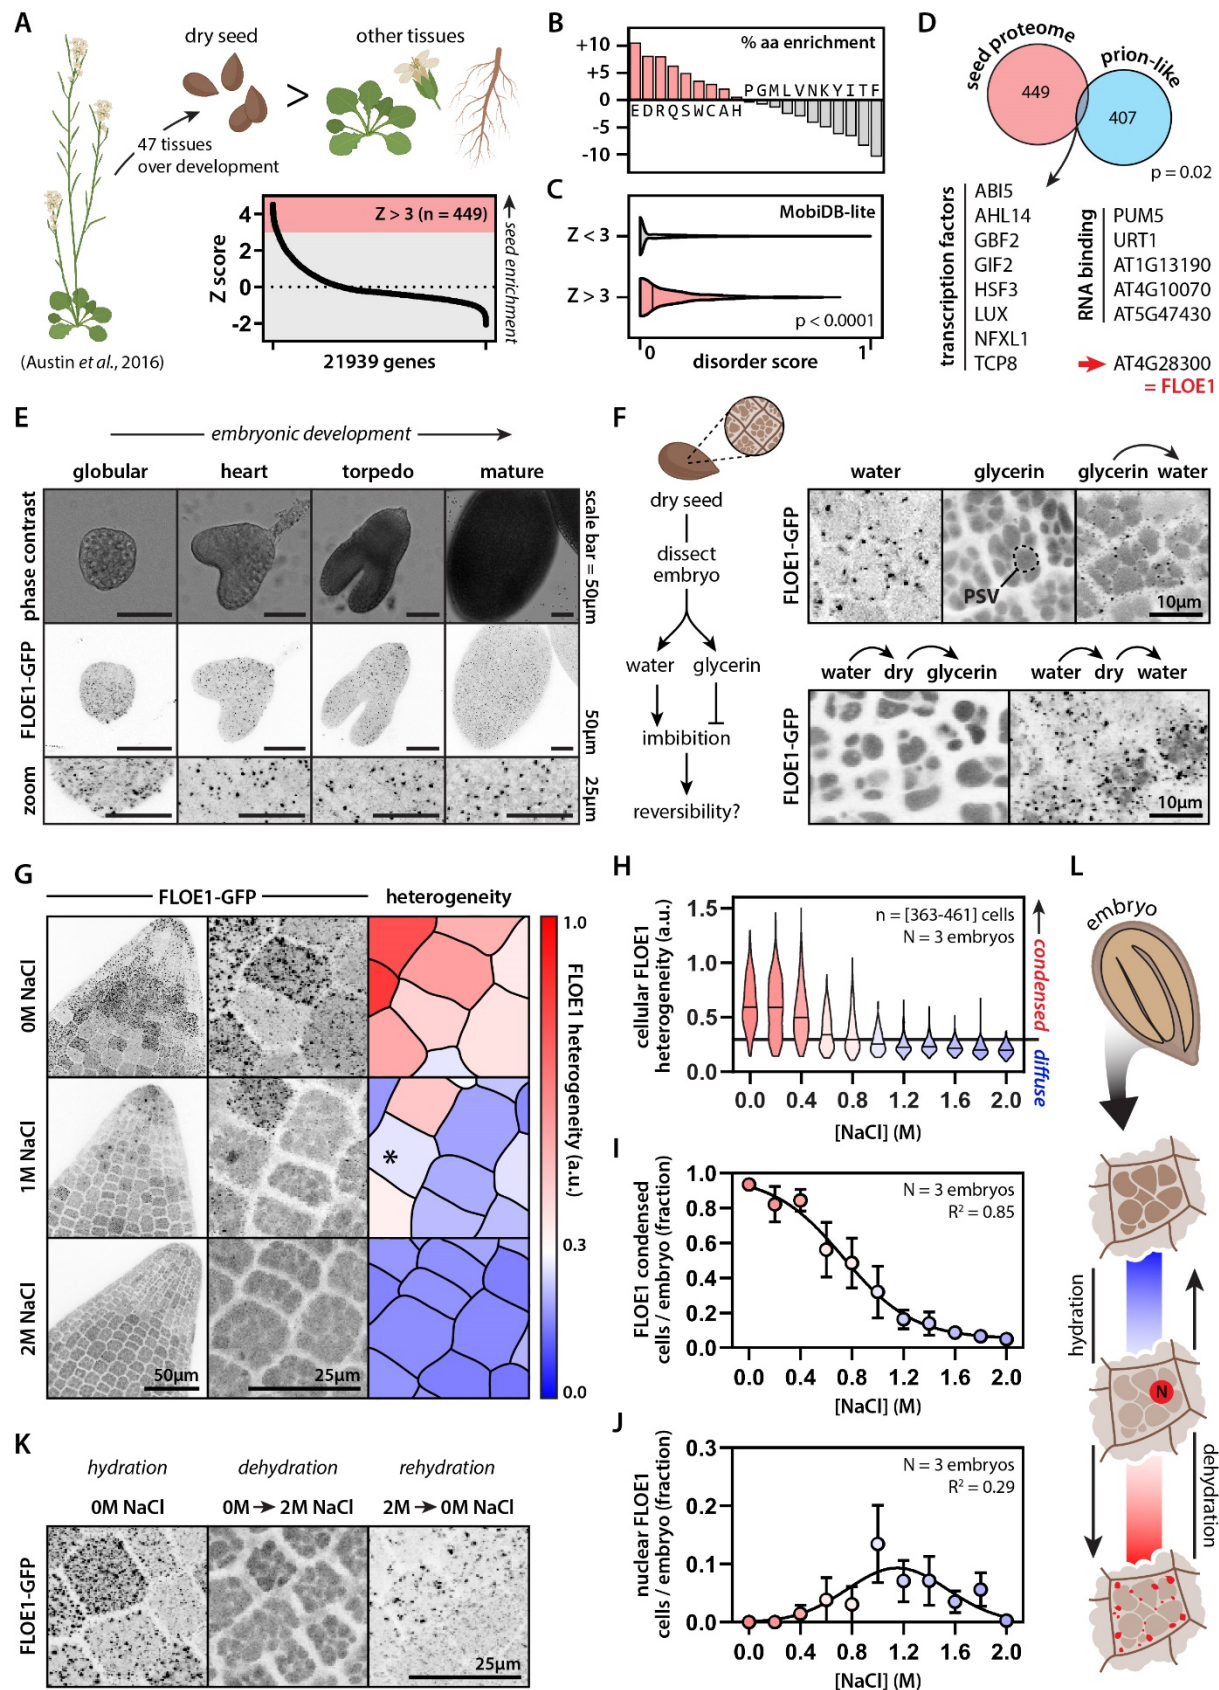 A
dry seed
other tissues
>
47 tissues
over development
(Austin et al., 2016)
Z score
4
2
0
-2
Z > 3 (n = 449)
seed enrichment
21939 genes
B
% aa enrichment
+10
+5
0
-5
-10
E D R Q S W C A H
P G M L V N K Y I T F
C
MobiDB-lite
Z < 3
Z > 3
p < 0.0001
0
1
disorder score
D
seed proteome
prion-like
449
407
p = 0.02
transcription factors
ABI5
AHL14
GBF2
GIF2
HSF3
LUX
NFXL1
TCP8
RNA binding
PUM5
URT1
AT1G13190
AT4G10070
AT5G47430
AT4G28300
= FLOE1
E
embryonic development
globular
heart
torpedo
mature
phase contrast
scale bar = 50μm
FLOE1-GFP
50μm
zoom
25μm
F
dry seed
dissect
embryo
water
glycerin
imbibition
reversibility?
water
glycerin
glycerin water
FLOE1-GFP
PSV
10μm
water dry glycerin
water dry water
FLOE1-GFP
10μm
G
FLOE1-GFP
heterogeneity
0M NaCl
1M NaCl
*
2M NaCl
50μm
25μm
1.0
0.3
0.0
FLOE1 heterogeneity (a.u.)
H
cellular FLOE1
heterogeneity (a.u.)
1.5
1.0
0.5
0.0
n = [363-461] cells
N = 3 embryos
condensed
diffuse
0.0
0.4
0.8
1.2
1.6
2.0
[NaCl] (M)
I
FLOE1 condensed
cells / embryo (fraction)
1.0
0.8
0.6
0.4
0.2
0.0
N = 3 embryos
R² = 0.85
0.0
0.4
0.8
1.2
1.6
2.0
[NaCl] (M)
J
nuclear FLOE1
cells / embryo (fraction)
0.3
0.2
0.1
0.0
N = 3 embryos
R² = 0.29
0.0
0.4
0.8
1.2
1.6
2.0
[NaCl] (M)
K
hydration
dehydration
rehydration
0M NaCl
0M → 2M NaCl
2M → 0M NaCl
FLOE1-GFP
25μm
L
embryo
hydration
N
dehydration